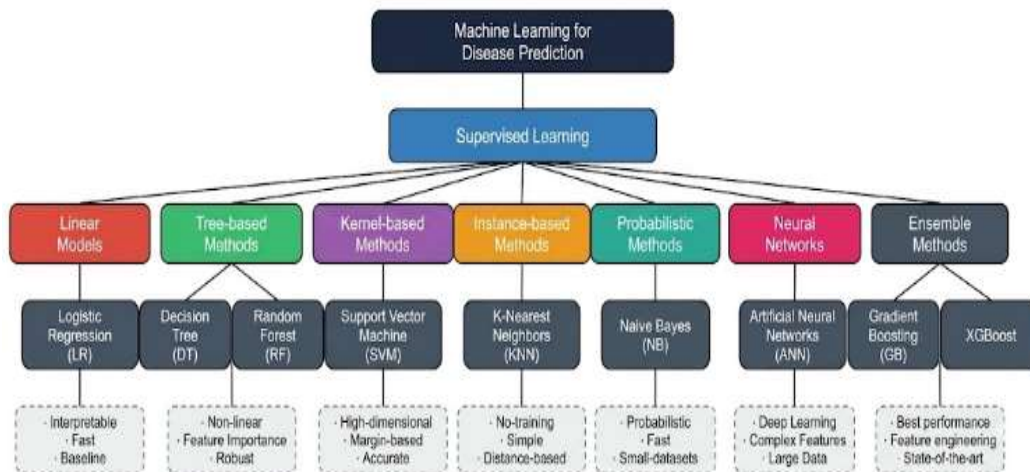 Machine Learning for
Disease Prediction
Supervised Learning
Linear
Models
Tree-based
Methods
Kernel-based
Methods
Instance-based
Methods
Probabilistic
Methods
Neural
Networks
Ensemble
Methods
Logistic
Regression
(LR)
Decision
Tree
(DT)
Random
Forest
(RF)
Support Vector
Machine
(SVM)
K-Nearest
Neighbors
(KNN)
Naive Bayes
(NB)
Artificial Neural
Networks
(ANN)
Gradient
Boosting
(GB)
XGBoost
· Interpretable
· Fast
· Baseline
· Non-linear
· Feature Importance
· Robust
· High-dimensional
· Margin-based
· Accurate
· No-training
· Simple
· Distance-based
· Probabilistic
· Fast
· Small-datasets
· Deep Learning
· Complex Features
· Large Data
· Best performance
· Feature engineering
· State-of-the-art